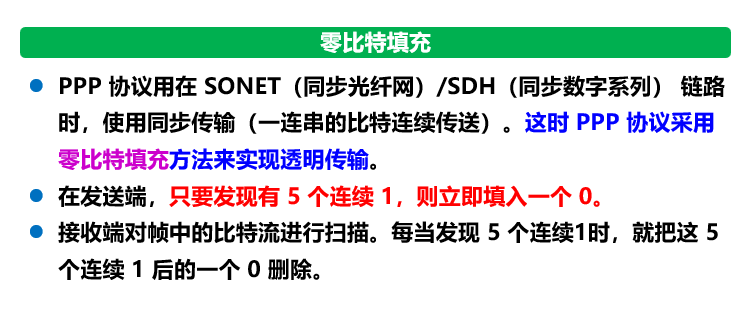 零比特填充
PPP 协议用在 SONET（同步光纤网）/SDH（同步数字系列） 链路
时，使用同步传输（一连串的比特连续传送）。这时 PPP 协议采用
零比特填充方法来实现透明传输。
在发送端，只要发现有 5 个连续 1，则立即填入一个 0。
接收端对帧中的比特流进行扫描。每当发现 5 个连续1时，就把这 5
个连续 1 后的一个 0 删除。